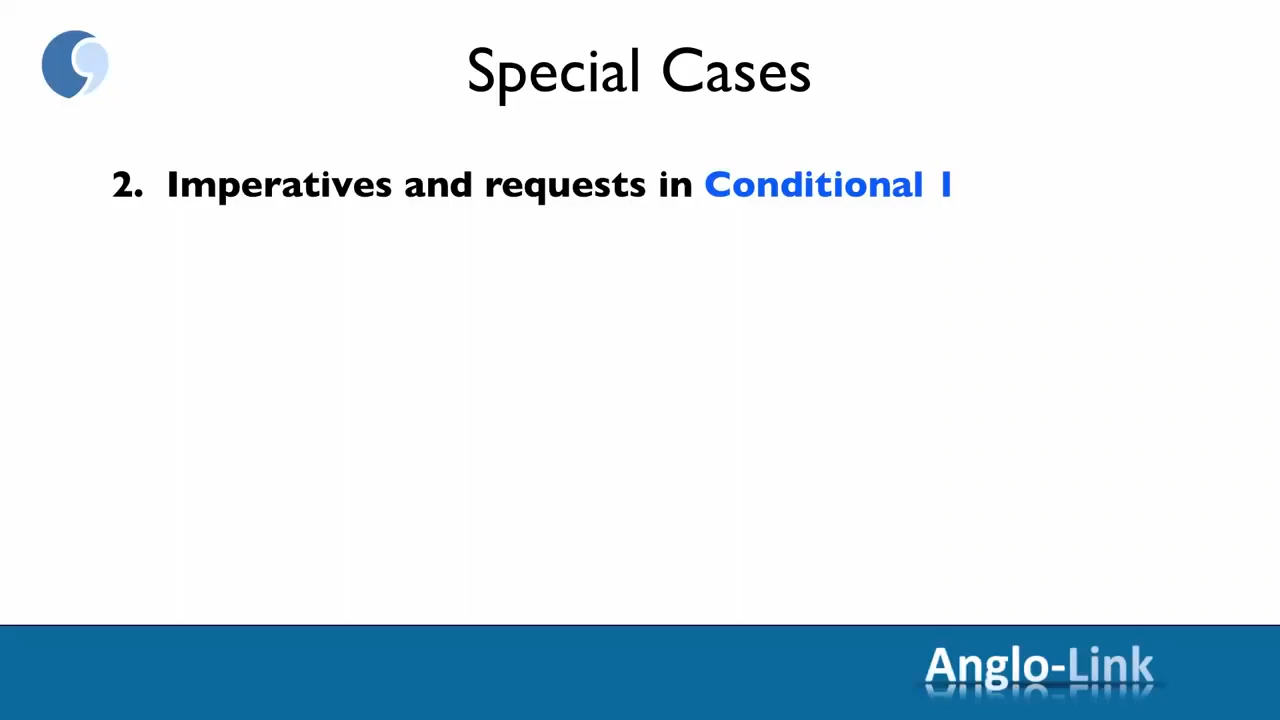 Special Cases
2. Imperatives and requests in Conditional 1
Anglo-Link